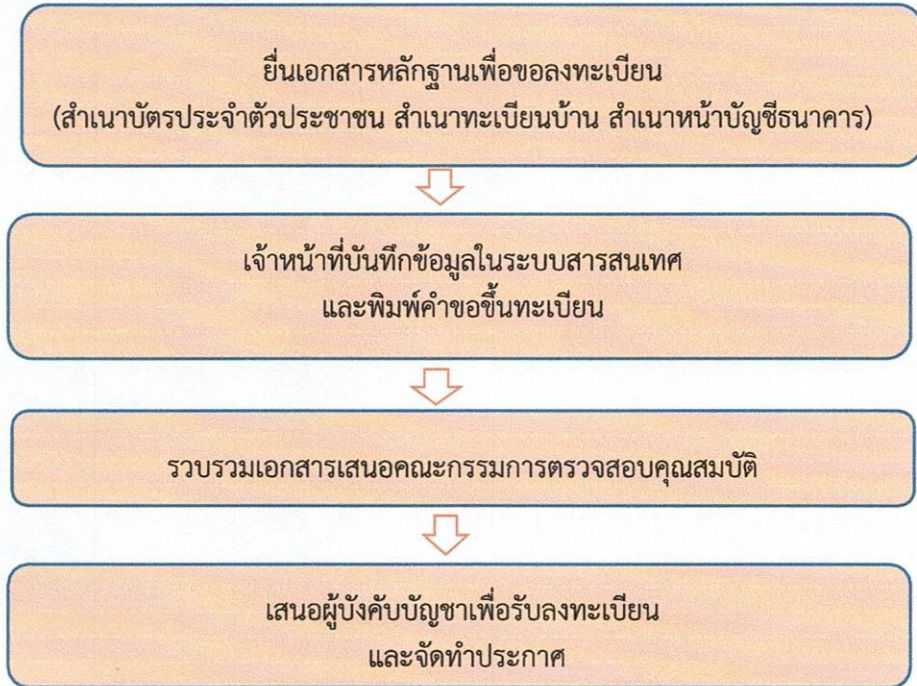 ยื่นเอกสารหลักฐานเพื่อขอลงทะเบียน
(สำเนาบัตรประจำตัวประชาชน สำเนาทะเบียนบ้าน สำเนาหน้าบัญชีธนาคาร)
เจ้าหน้าที่บันทึกข้อมูลในระบบสารสนเทศ
และพิมพ์คำขอขึ้นทะเบียน
รวบรวมเอกสารเสนอคณะกรรมการตรวจสอบคุณสมบัติ
เสนอผู้บังคับบัญชาเพื่อรับลงทะเบียน
และจัดทำประกาศ